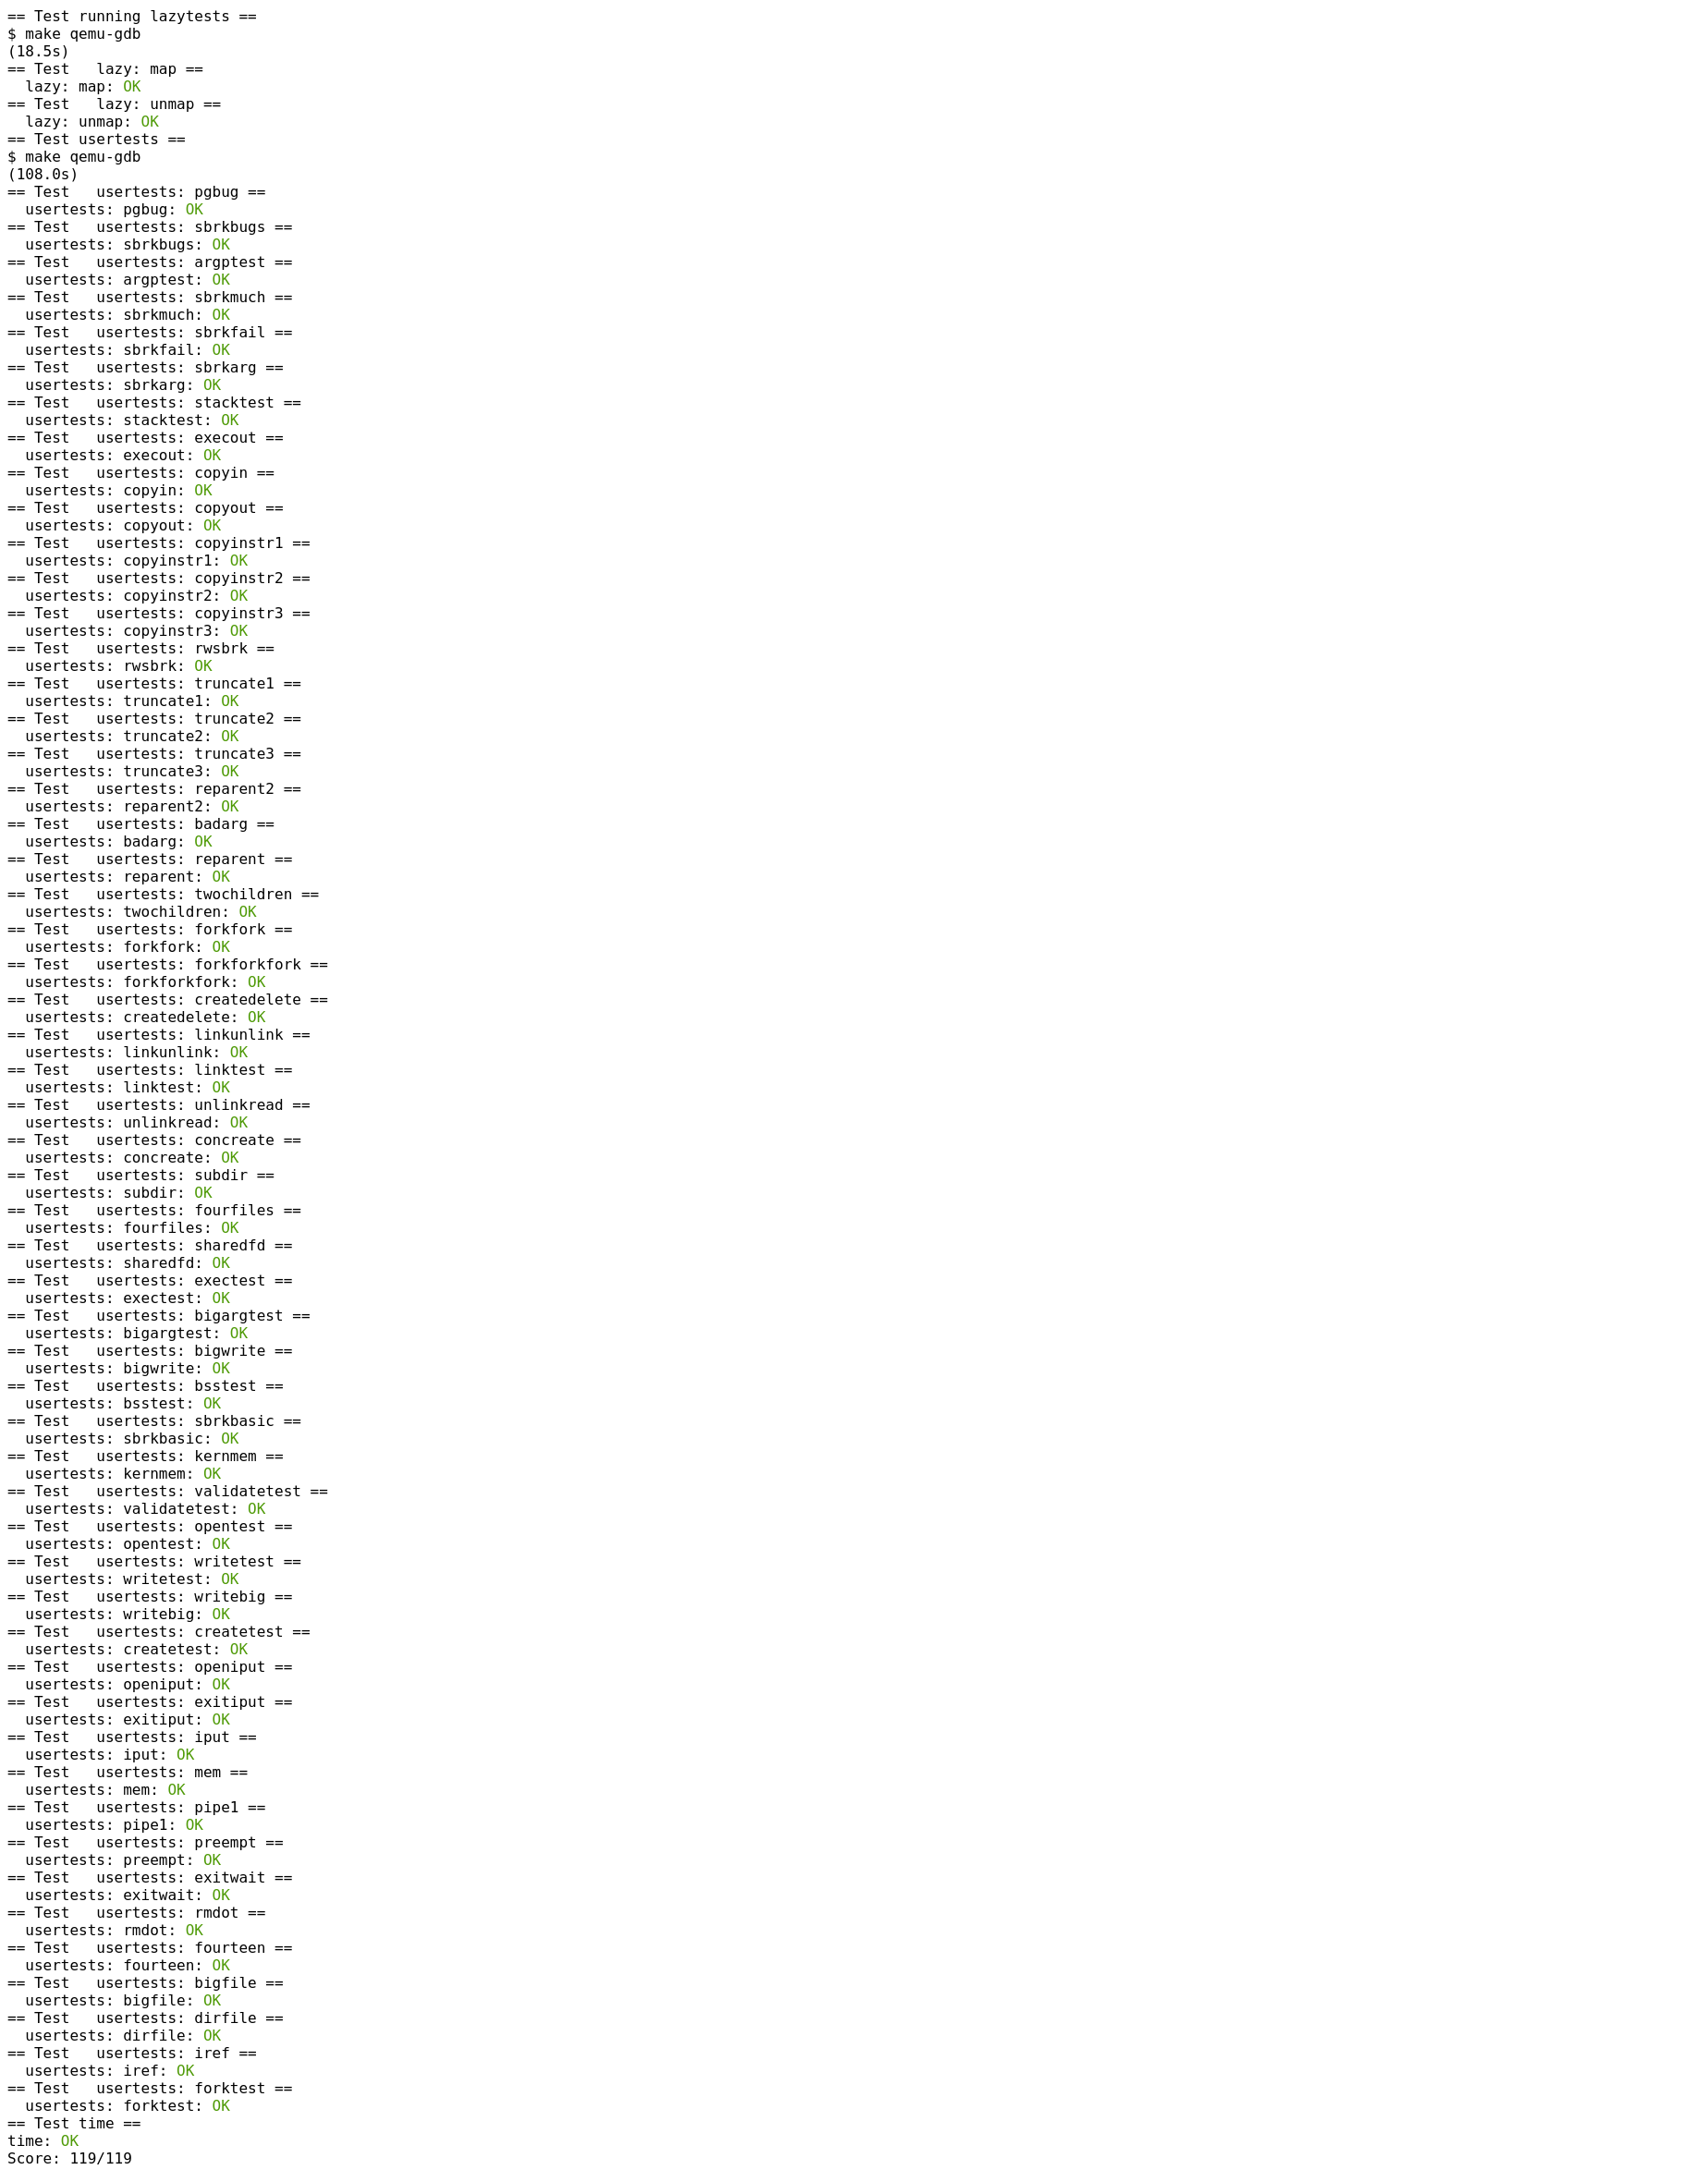 == Test running lazytests ==
$ make qemu-gdb
(18.5s)
== Test   lazy: map ==
  lazy: map: OK
== Test   lazy: unmap ==
  lazy: unmap: OK
== Test usertests ==
$ make qemu-gdb
(108.0s)
== Test   usertests: pgbug ==
  usertests: pgbug: OK
== Test   usertests: sbrkbugs ==
  usertests: sbrkbugs: OK
== Test   usertests: argptest ==
  usertests: argptest: OK
== Test   usertests: sbrkmuch ==
  usertests: sbrkmuch: OK
== Test   usertests: sbrkfail ==
  usertests: sbrkfail: OK
== Test   usertests: sbrkarg ==
  usertests: sbrkarg: OK
== Test   usertests: stacktest ==
  usertests: stacktest: OK
== Test   usertests: execout ==
  usertests: execout: OK
== Test   usertests: copyin ==
  usertests: copyin: OK
== Test   usertests: copyout ==
  usertests: copyout: OK
== Test   usertests: copyinstr1 ==
  usertests: copyinstr1: OK
== Test   usertests: copyinstr2 ==
  usertests: copyinstr2: OK
== Test   usertests: copyinstr3 ==
  usertests: copyinstr3: OK
== Test   usertests: rwsbrk ==
  usertests: rwsbrk: OK
== Test   usertests: truncate1 ==
  usertests: truncate1: OK
== Test   usertests: truncate2 ==
  usertests: truncate2: OK
== Test   usertests: truncate3 ==
  usertests: truncate3: OK
== Test   usertests: reparent2 ==
  usertests: reparent2: OK
== Test   usertests: badarg ==
  usertests: badarg: OK
== Test   usertests: reparent ==
  usertests: reparent: OK
== Test   usertests: twochildren ==
  usertests: twochildren: OK
== Test   usertests: forkfork ==
  usertests: forkfork: OK
== Test   usertests: forkforkfork ==
  usertests: forkforkfork: OK
== Test   usertests: createdelete ==
  usertests: createdelete: OK
== Test   usertests: linkunlink ==
  usertests: linkunlink: OK
== Test   usertests: linktest ==
  usertests: linktest: OK
== Test   usertests: unlinkread ==
  usertests: unlinkread: OK
== Test   usertests: concreate ==
  usertests: concreate: OK
== Test   usertests: subdir ==
  usertests: subdir: OK
== Test   usertests: fourfiles ==
  usertests: fourfiles: OK
== Test   usertests: sharedfd ==
  usertests: sharedfd: OK
== Test   usertests: exectest ==
  usertests: exectest: OK
== Test   usertests: bigargtest ==
  usertests: bigargtest: OK
== Test   usertests: bigwrite ==
  usertests: bigwrite: OK
== Test   usertests: bsstest ==
  usertests: bsstest: OK
== Test   usertests: sbrkbasic ==
  usertests: sbrkbasic: OK
== Test   usertests: kernmem ==
  usertests: kernmem: OK
== Test   usertests: validatetest ==
  usertests: validatetest: OK
== Test   usertests: opentest ==
  usertests: opentest: OK
== Test   usertests: writetest ==
  usertests: writetest: OK
== Test   usertests: writebig ==
  usertests: writebig: OK
== Test   usertests: createtest ==
  usertests: createtest: OK
== Test   usertests: openiput ==
  usertests: openiput: OK
== Test   usertests: exitiput ==
  usertests: exitiput: OK
== Test   usertests: iput ==
  usertests: iput: OK
== Test   usertests: mem ==
  usertests: mem: OK
== Test   usertests: pipe1 ==
  usertests: pipe1: OK
== Test   usertests: preempt ==
  usertests: preempt: OK
== Test   usertests: exitwait ==
  usertests: exitwait: OK
== Test   usertests: rmdot ==
  usertests: rmdot: OK
== Test   usertests: fourteen ==
  usertests: fourteen: OK
== Test   usertests: bigfile ==
  usertests: bigfile: OK
== Test   usertests: dirfile ==
  usertests: dirfile: OK
== Test   usertests: iref ==
  usertests: iref: OK
== Test   usertests: forktest ==
  usertests: forktest: OK
== Test time ==
time: OK
Score: 119/119